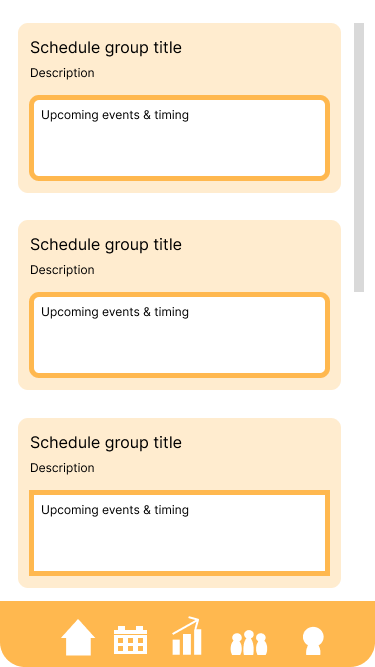 Schedule group title
Description
Upcoming events & timing
Schedule group title
Description
Upcoming events & timing
Schedule group title
Description
Upcoming events & timing